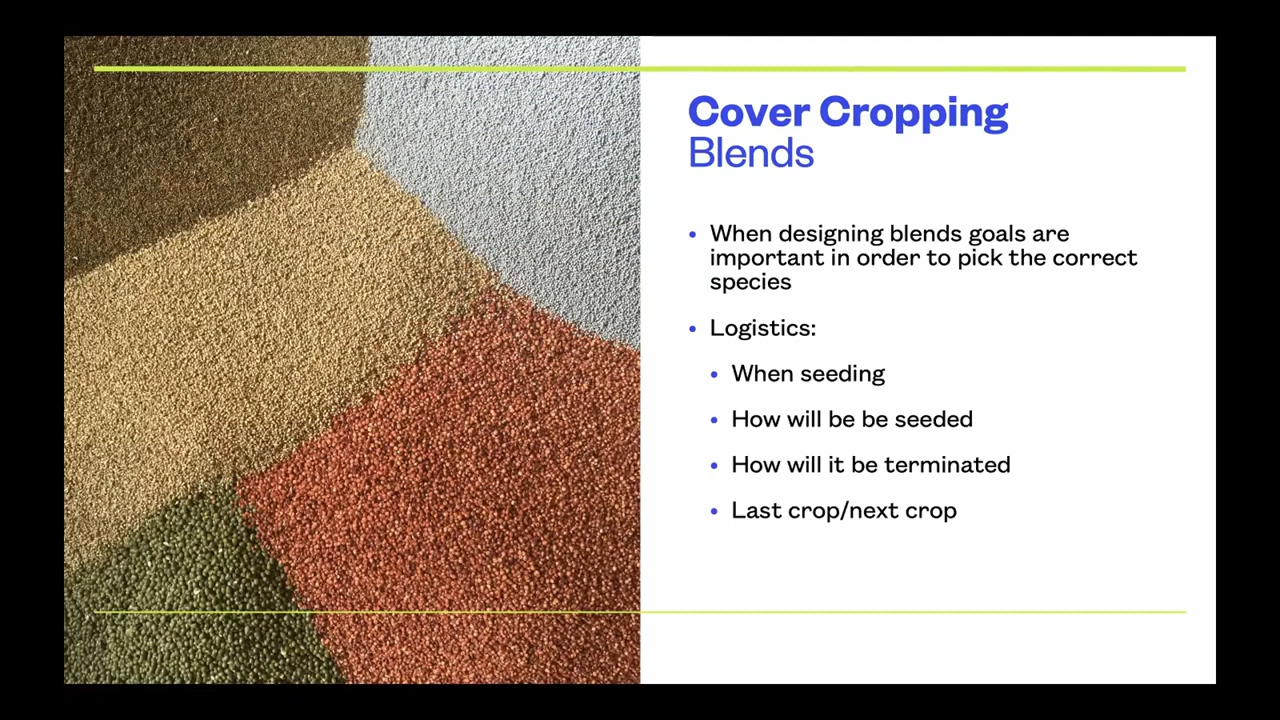 Cover Cropping
Blends
• When designing blends goals are
important in order to pick the correct
species
• Logistics:
• When seeding
• How will be be seeded
• How will it be terminated
• Last crop/next crop